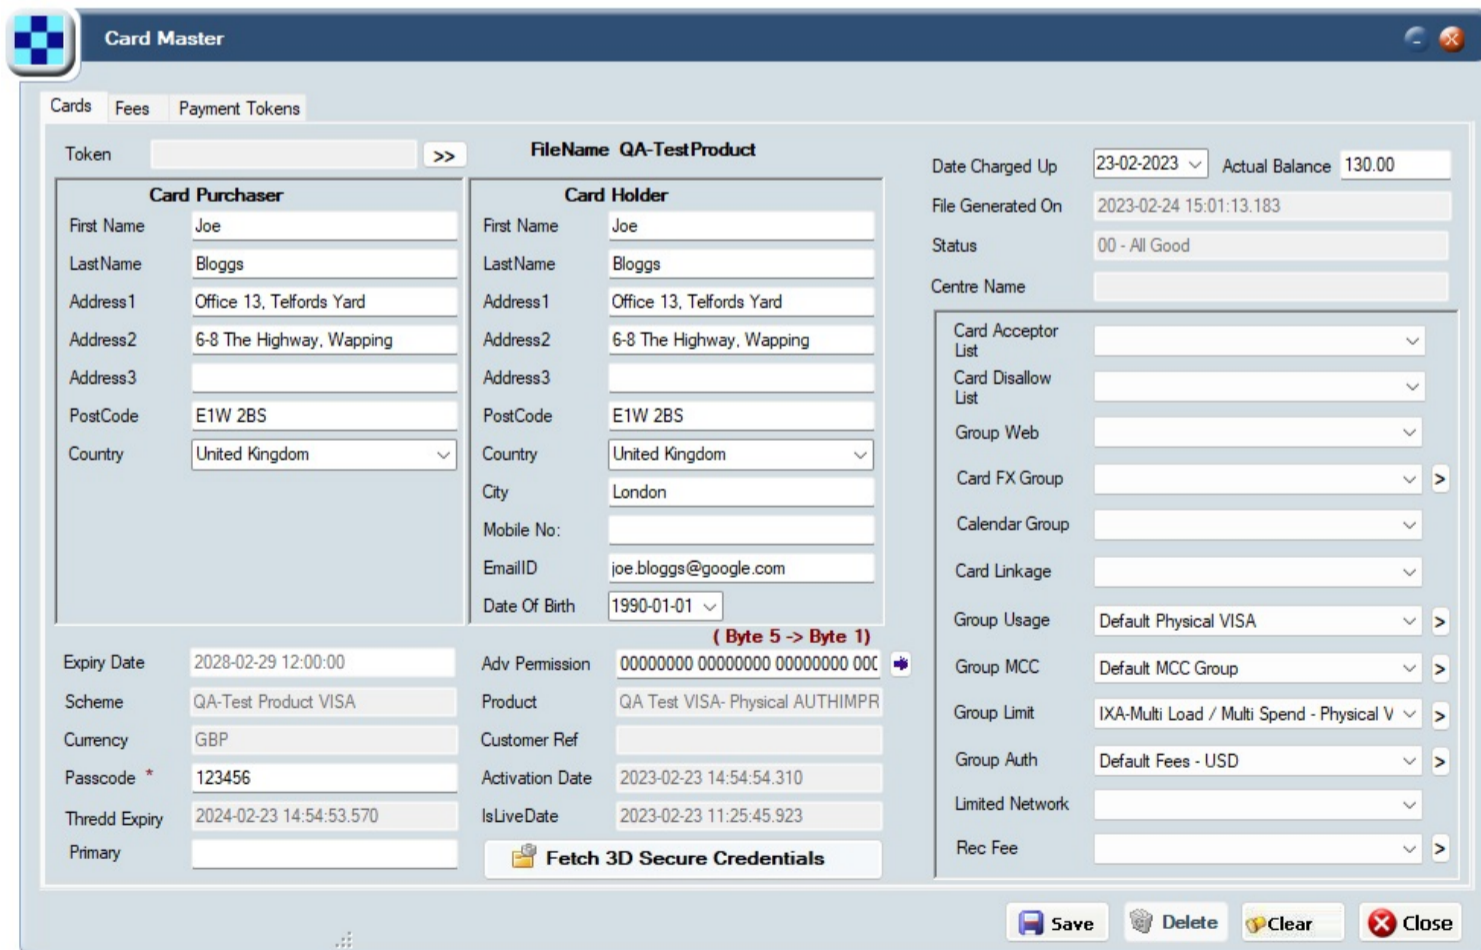 Card Master
Cards Fees Payment Tokens
Token >> FileName QA-TestProduct
Card Purchaser
First Name Joe
LastName Bloggs
Address1 Office 13, Telfords Yard
Address2 6-8 The Highway, Wapping
Address3
PostCode E1W 2BS
Country United Kingdom
Card Holder
First Name Joe
LastName Bloggs
Address1 Office 13, Telfords Yard
Address2 6-8 The Highway, Wapping
Address3
PostCode E1W 2BS
Country United Kingdom
City London
Mobile No:
EmailID joe.bloggs@google.com
Date Of Birth 1990-01-01
( Byte 5 -> Byte 1)
Expiry Date 2028-02-29 12:00:00
Scheme QA-Test Product VISA
Currency GBP
Passcode * 123456
Thredd Expiry 2024-02-23 14:54:53.570
Primary
Adv Permission 00000000 00000000 00000000 000
Product QA Test VISA- Physical AUTHIMPR
Customer Ref
Activation Date 2023-02-23 14:54:54.310
IsLiveDate 2023-02-23 11:25:45.923
Fetch 3D Secure Credentials
Date Charged Up 23-02-2023 Actual Balance 130.00
File Generated On 2023-02-24 15:01:13.183
Status 00 - All Good
Centre Name
Card Acceptor
List
Card Disallow
List
Group Web
Card FX Group >
Calendar Group
Card Linkage
Group Usage Default Physical VISA >
Group MCC Default MCC Group >
Group Limit IXA-Multi Load / Multi Spend - Physical V >
Group Auth Default Fees - USD >
Limited Network
Rec Fee >
Save Delete Clear Close